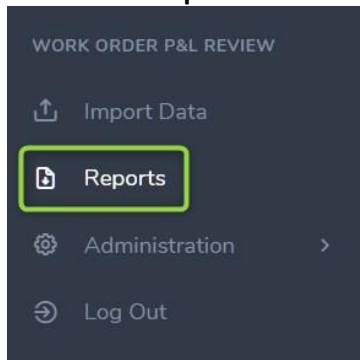 WORK ORDER P&L REVIEW
Import Data
Reports
Administration
Log Out